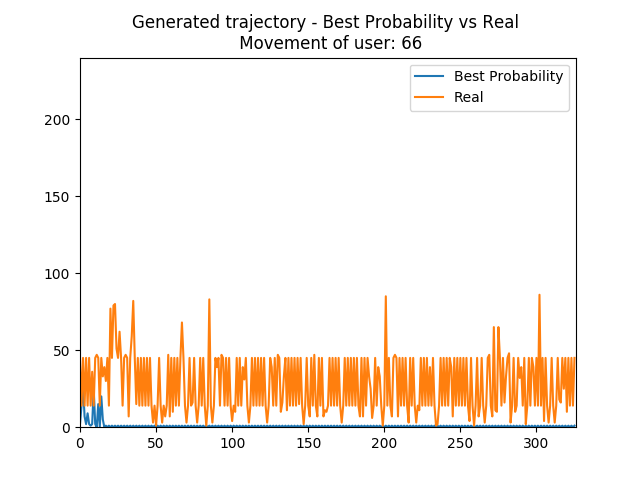 Generated trajectory - Best Probability vs Real
Movement of user: 66
Best Probability
Real
200
150
100
50
0
0 50 100 150 200 250 300